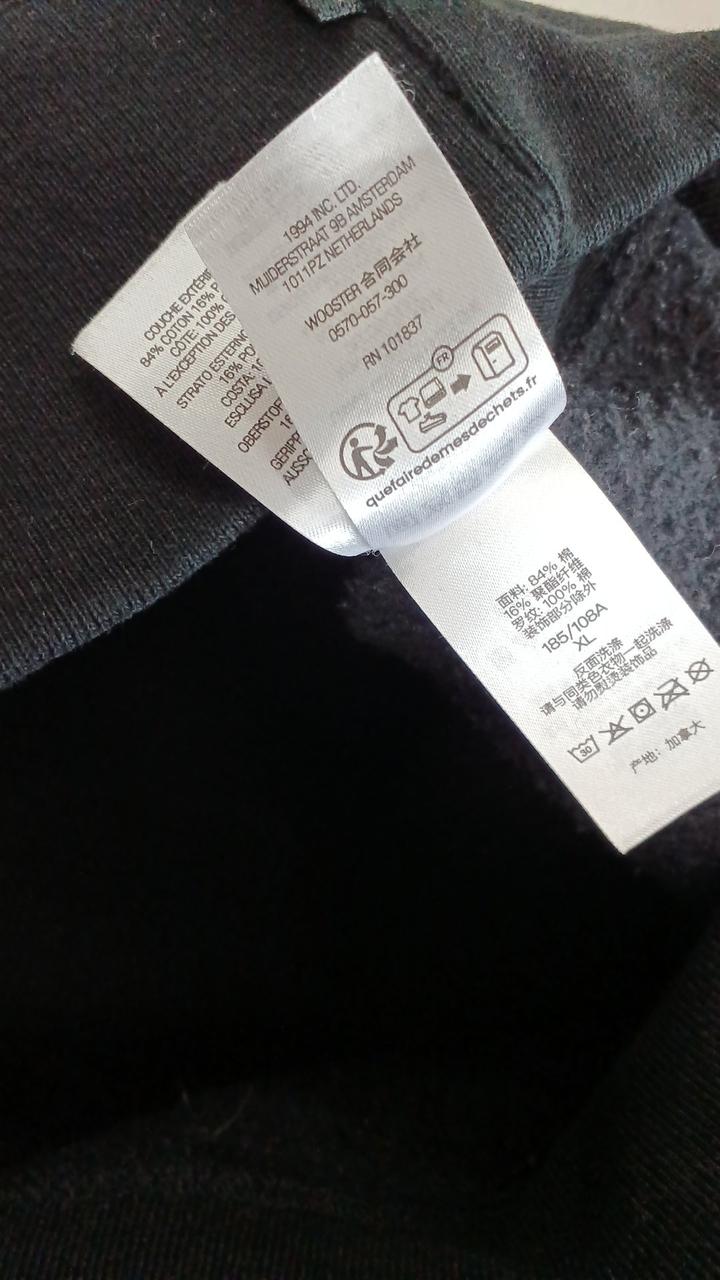 1994 INC. LTD.
MUIDERSTRAAT 9B AMSTERDAM
1011PZ NETHERLANDS
WOOSTER 合同会社
0570-057-300
RN 101837
FR
quefairedemesdechets.fr
COUCHE EXTÉRIE
84% COTON 16% P
CÔTE: 100%
À L'EXCEPTION DES
STRATO ESTERNO
16% PO
COSTA: 1
ESCLUSA
OBERSTOF
GERIPP
AUSSC
面料: 84% 棉
16% 聚酯纤维
罗纹: 100% 棉
装饰部分除外
185/108A
XL
反面洗涤
请与同类色衣物一起洗涤
请勿熨烫装饰品
30
产地: 加拿大